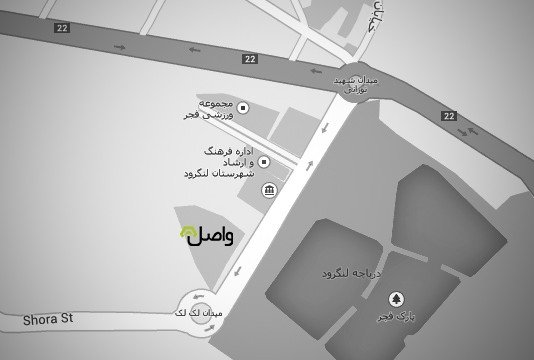 خیابان
22
22
میدان شهید
نورانی
22
مجموعه
ورزشی فجر
اداره فرهنگ
و ارشاد
شهرستان لنگرود
واصل
دریاچه لنگرود
پارک فجر
میدان لک لک
Shora St